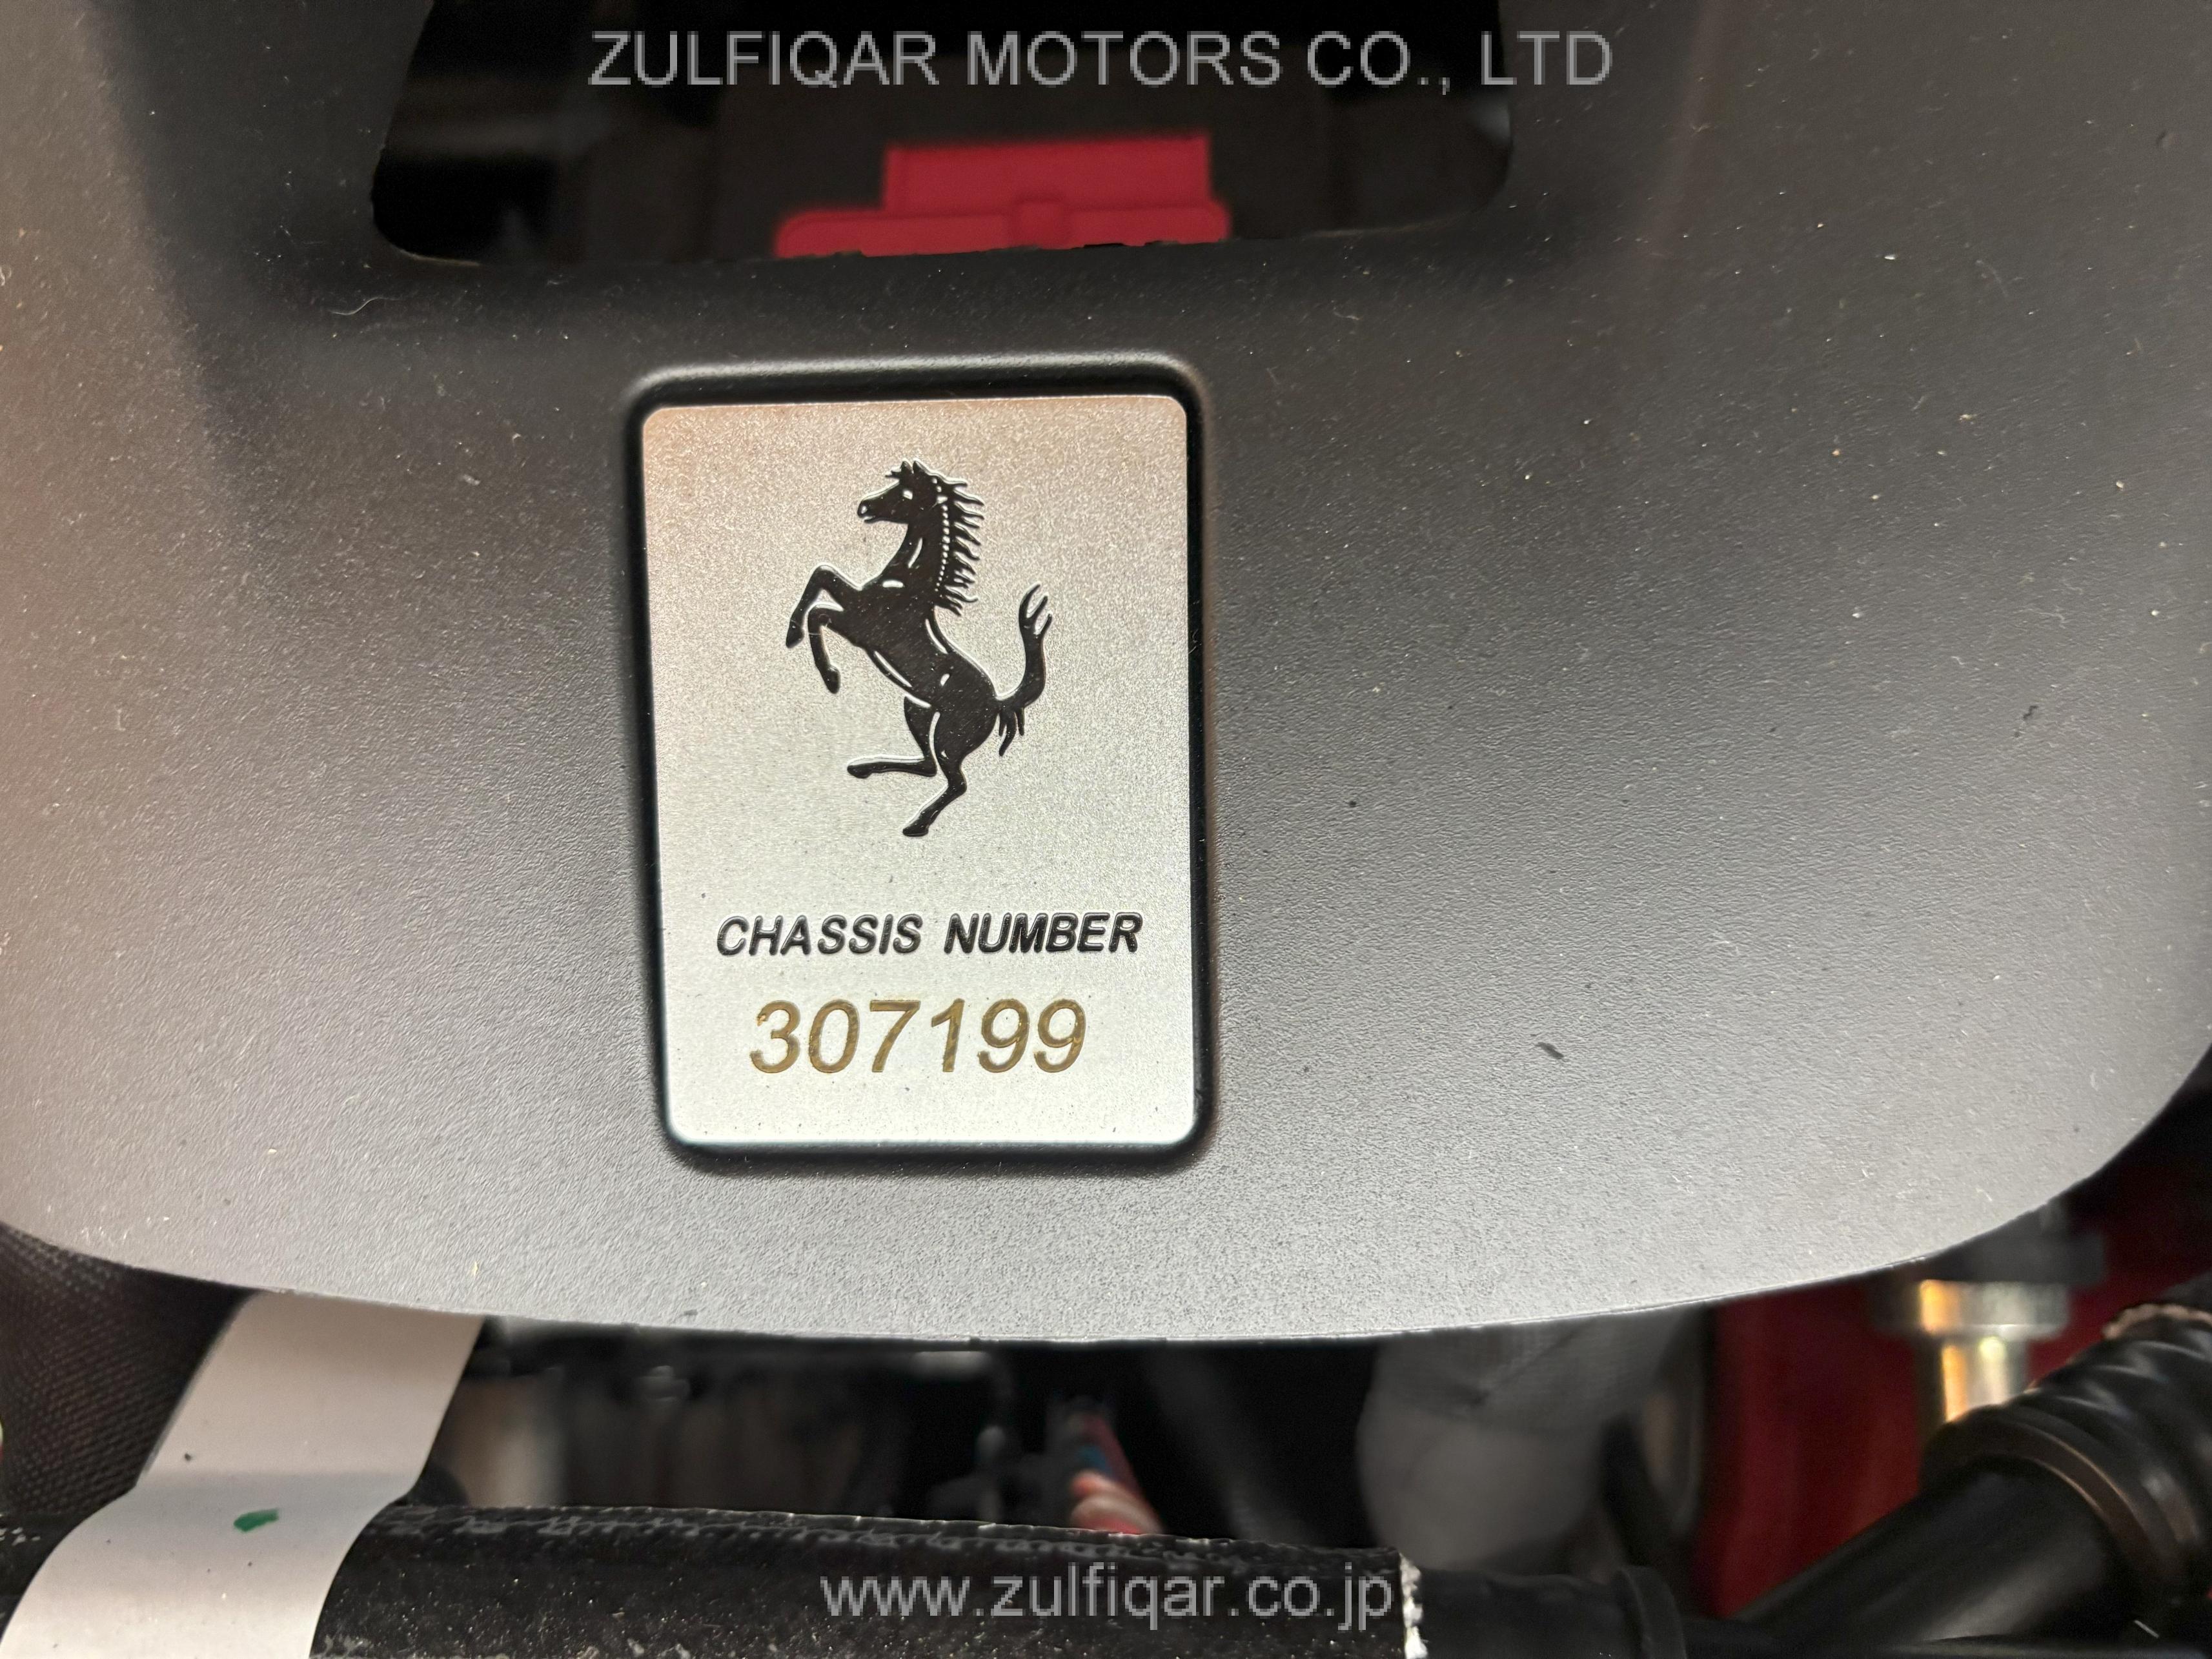 ZULFIQAR MOTORS CO., LTD
CHASSIS NUMBER
307199
www.zulfiqar.co.jp